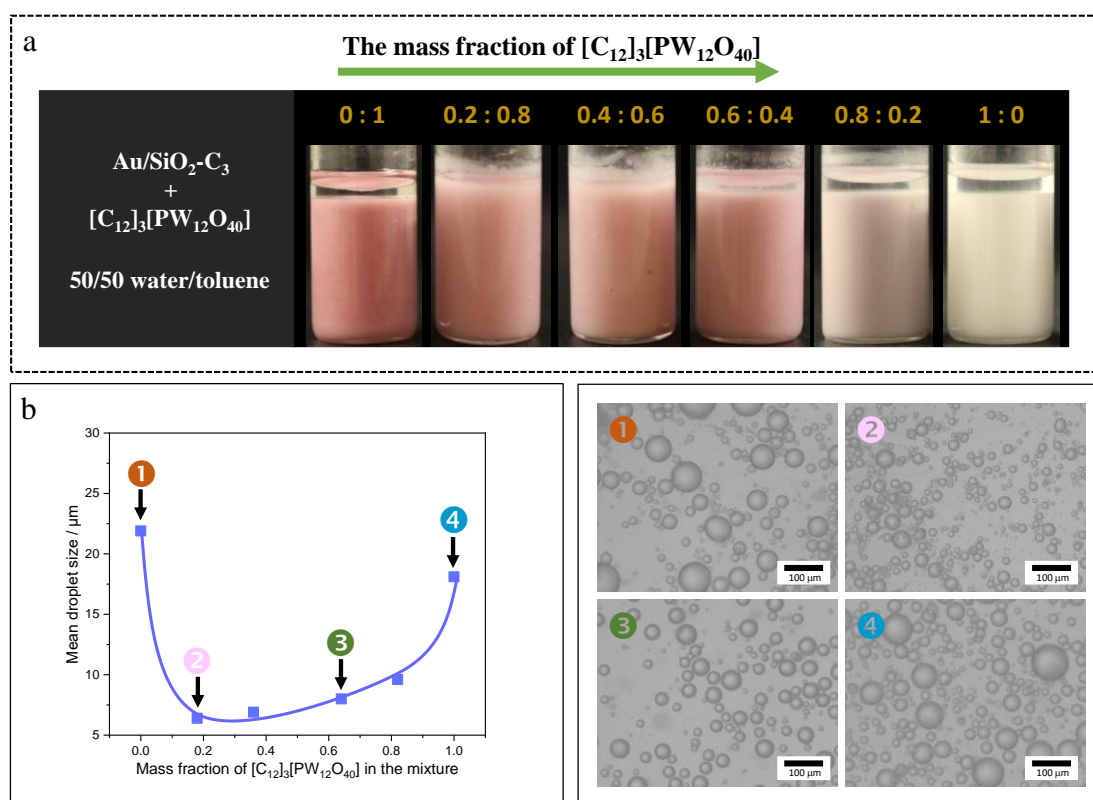 a
The mass fraction of [C₁₂]₃[PW₁₂O₄₀]
0 : 1
0.2 : 0.8
0.4 : 0.6
0.6 : 0.4
0.8 : 0.2
1 : 0
Au/SiO₂-C₃
+
[C₁₂]₃[PW₁₂O₄₀]
50/50 water/toluene
b
30
25
20
15
10
5
Mean droplet size / μm
0.0
0.2
0.4
0.6
0.8
1.0
Mass fraction of [C₁₂]₃[PW₁₂O₄₀] in the mixture
1
2
3
4
1
100 μm
2
100 μm
3
100 μm
4
100 μm